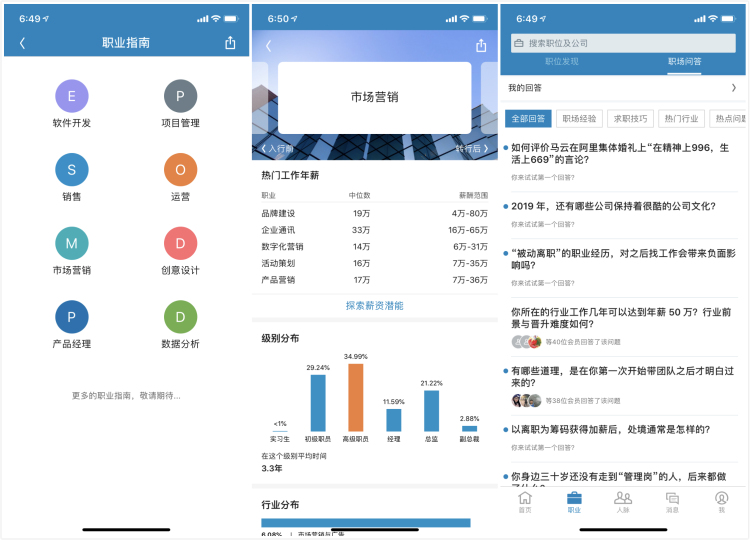 6:49
职业指南
E
P
软件开发
项目管理
S
O
销售
运营
M
D
市场营销
创意设计
P
D
产品经理
数据分析
更多的职业指南，敬请期待...
6:50
市场营销
入行前
转行后
热门工作年薪
职业 中位数 薪酬范围
品牌建设 19万 4万-80万
企业通讯 33万 16万-65万
数字化营销 14万 6万-31万
活动策划 16万 7万-35万
产品营销 17万 7万-36万
探索薪资潜能
级别分布
<1% 29.24% 34.99% 11.59% 21.22% 2.88%
实习生 初级职员 高级职员 经理 总监 副总裁
在这个级别平均时间
3.3年
行业分布
6.08% | 市场营销与广告
6:49
搜索职位及公司
职位发现 职场问答
我的回答
全部回答 职场经验 求职技巧 热门行业 热点问题
如何评价马云在阿里集体婚礼上“在精神上996，生
活上669”的言论？
你来试试第一个回答？
2019 年，还有哪些公司保持着很酷的公司文化？
你来试试第一个回答？
“被动离职”的职业经历，对之后找工作会带来负面影
响吗？
你来试试第一个回答？
你所在的行业工作几年可以达到年薪 50 万？行业前
景与晋升难度如何？
等40位会员回答了该问题
有哪些道理，是在你第一次开始带团队之后才明白过
来的？
等38位会员回答了该问题
以离职为筹码获得加薪后，处境通常是怎样的？
你来试试第一个回答？
你身边三十岁还没有走到“管理岗”的人，后来都做
了什么？
首页 职业 人脉 消息 我